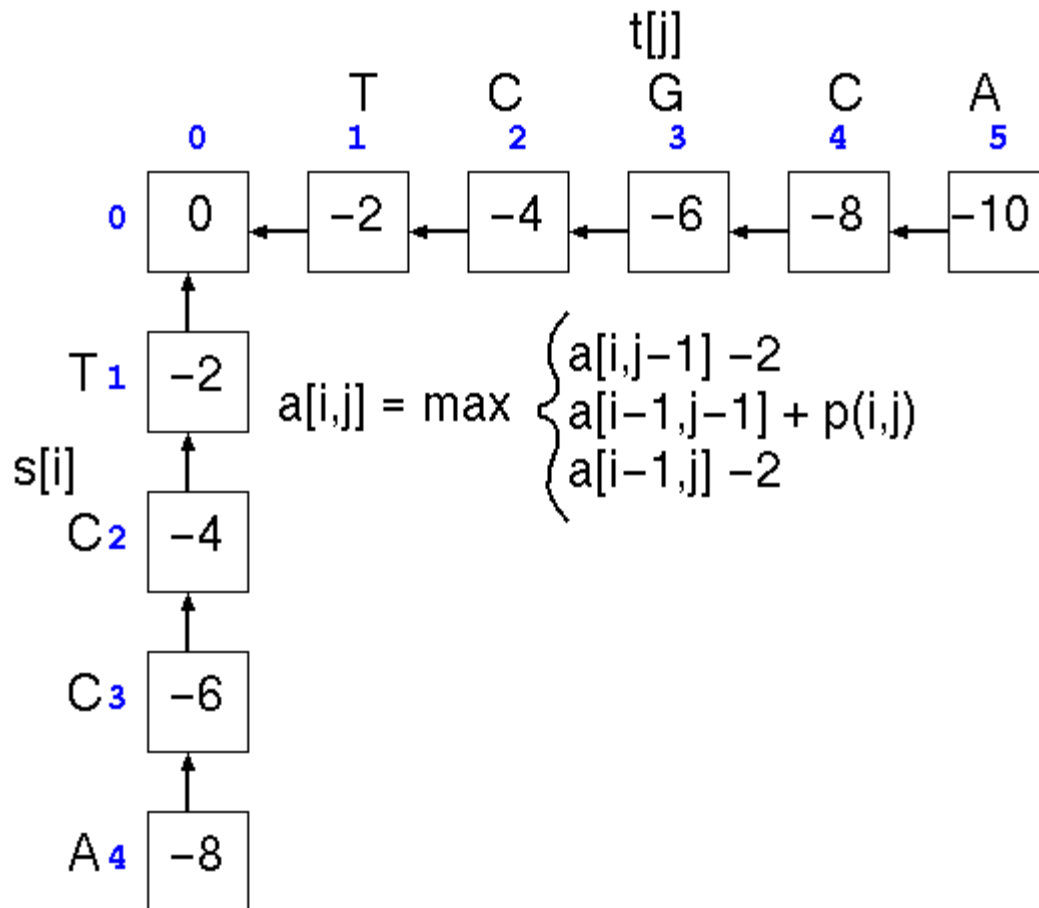 t[j]
T C G C A
0 1 2 3 4 5
0 0 −2 −4 −6 −8 −10
T 1 −2
a[i,j] = max
a[i,j−1] −2
a[i−1,j−1] + p(i,j)
a[i−1,j] −2
s[i]
C 2 −4
C 3 −6
A 4 −8